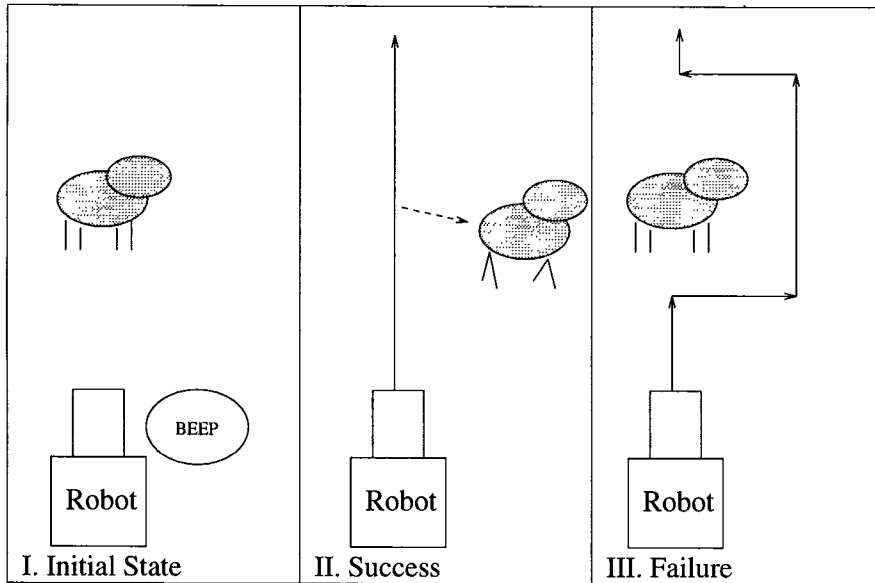 BEEP
Robot
I. Initial State
Robot
II. Success
Robot
III. Failure